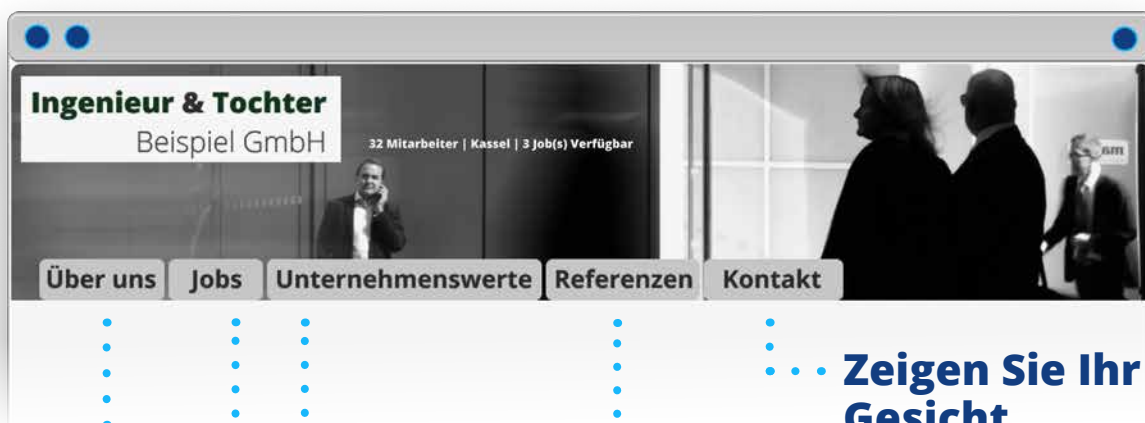 Ingenieur & Tochter
Beispiel GmbH
32 Mitarbeiter | Kassel | 3 Job(s) Verfügbar
Über uns
Jobs
Unternehmenswerte
Referenzen
Kontakt
Zeigen Sie Ihr
Gesicht